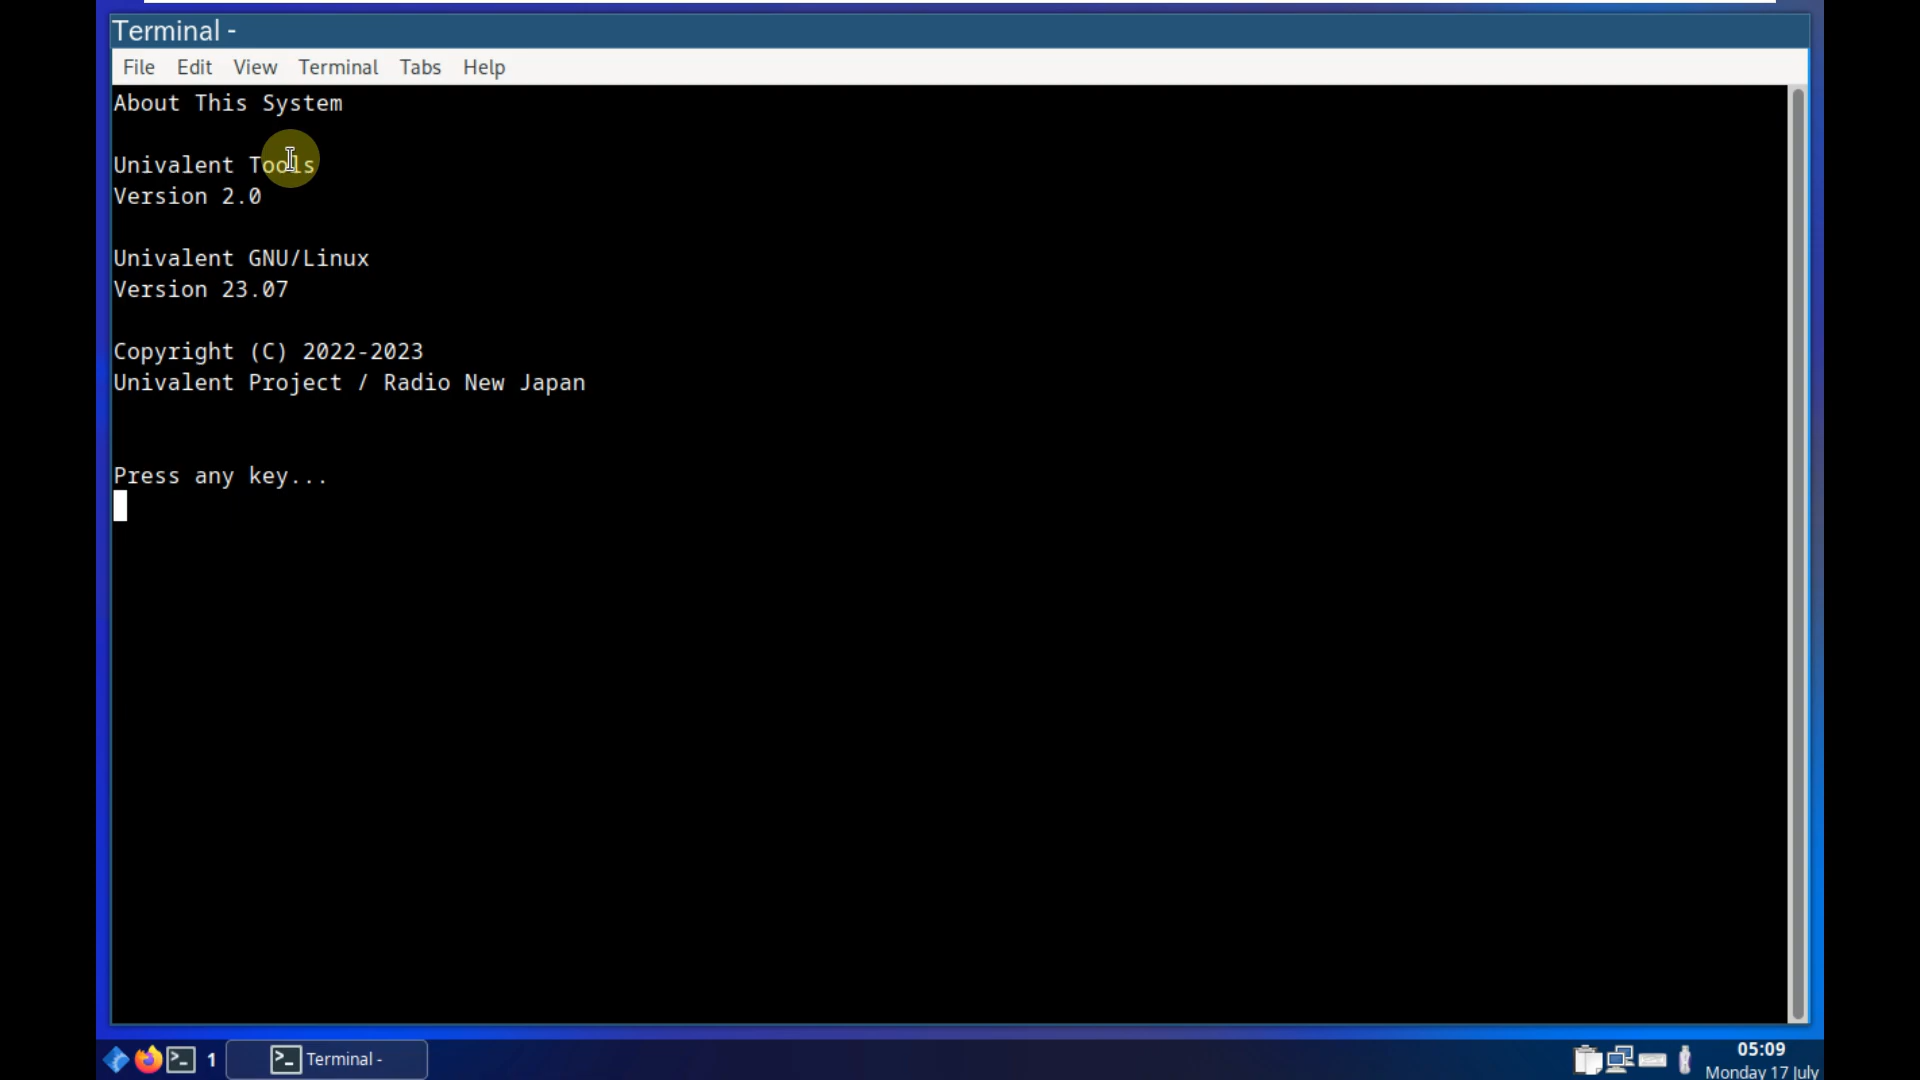 Terminal -
File Edit View Terminal Tabs Help
About This System
Univalent Tools
Version 2.0
Univalent GNU/Linux
Version 23.07
Copyright (C) 2022-2023
Univalent Project / Radio New Japan
Press any key...
1 Terminal -
05:09
Monday 17 July